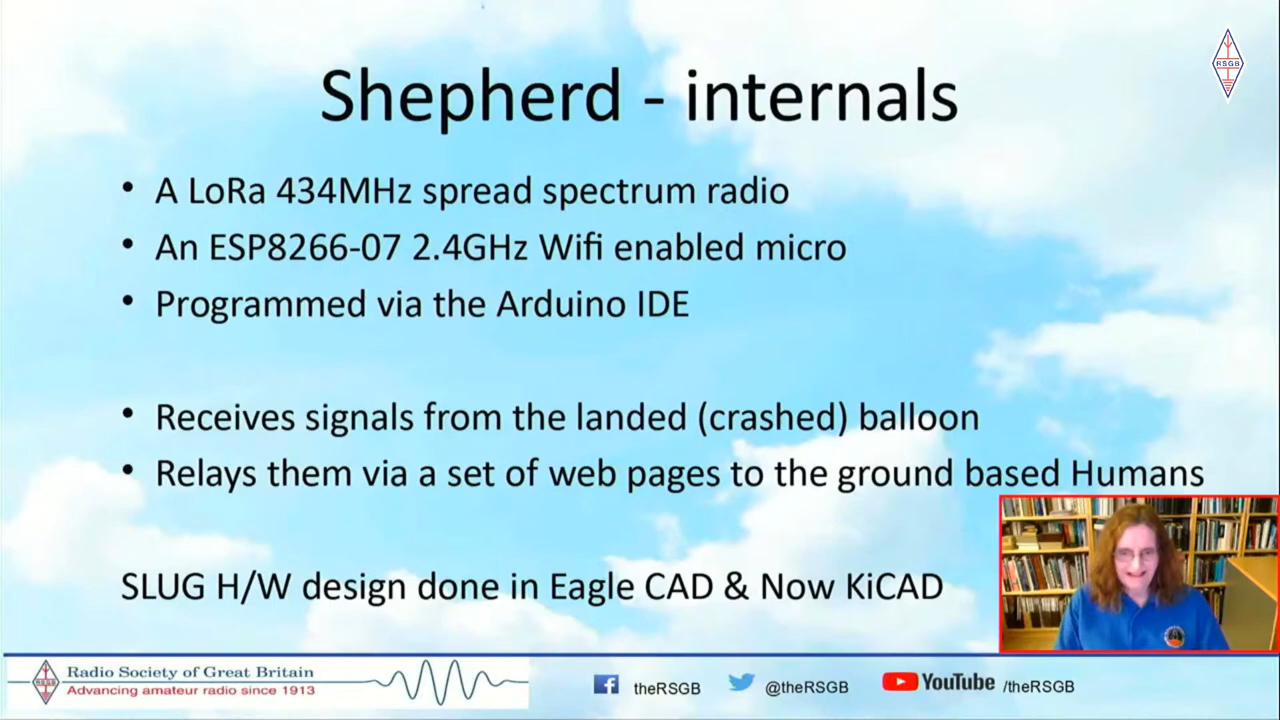 Shepherd - internals
RSGB
• A LoRa 434MHz spread spectrum radio
• An ESP8266-07 2.4GHz Wifi enabled micro
• Programmed via the Arduino IDE
• Receives signals from the landed (crashed) balloon
• Relays them via a set of web pages to the ground based Humans
SLUG H/W design done in Eagle CAD & Now KiCAD
RSGB
Radio Society of Great Britain
Advancing amateur radio since 1913
theRSGB
@theRSGB
YouTube /theRSGB